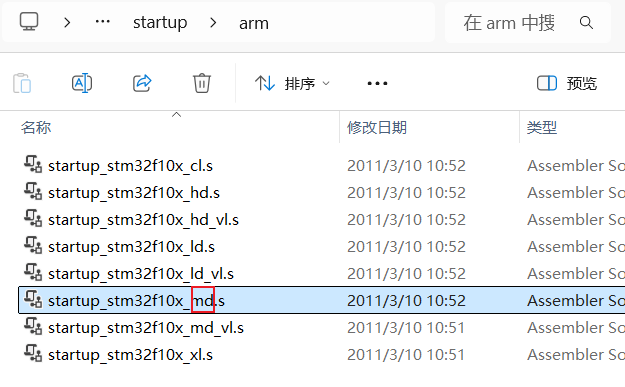 startup arm 在 arm 中搜
排序 预览
名称 修改日期 类型
startup_stm32f10x_cl.s 2011/3/10 10:52 Assembler So
startup_stm32f10x_hd.s 2011/3/10 10:52 Assembler So
startup_stm32f10x_hd_vl.s 2011/3/10 10:52 Assembler So
startup_stm32f10x_ld.s 2011/3/10 10:52 Assembler So
startup_stm32f10x_ld_vl.s 2011/3/10 10:52 Assembler So
startup_stm32f10x_md.s 2011/3/10 10:52 Assembler So
startup_stm32f10x_md_vl.s 2011/3/10 10:51 Assembler So
startup_stm32f10x_xl.s 2011/3/10 10:51 Assembler So